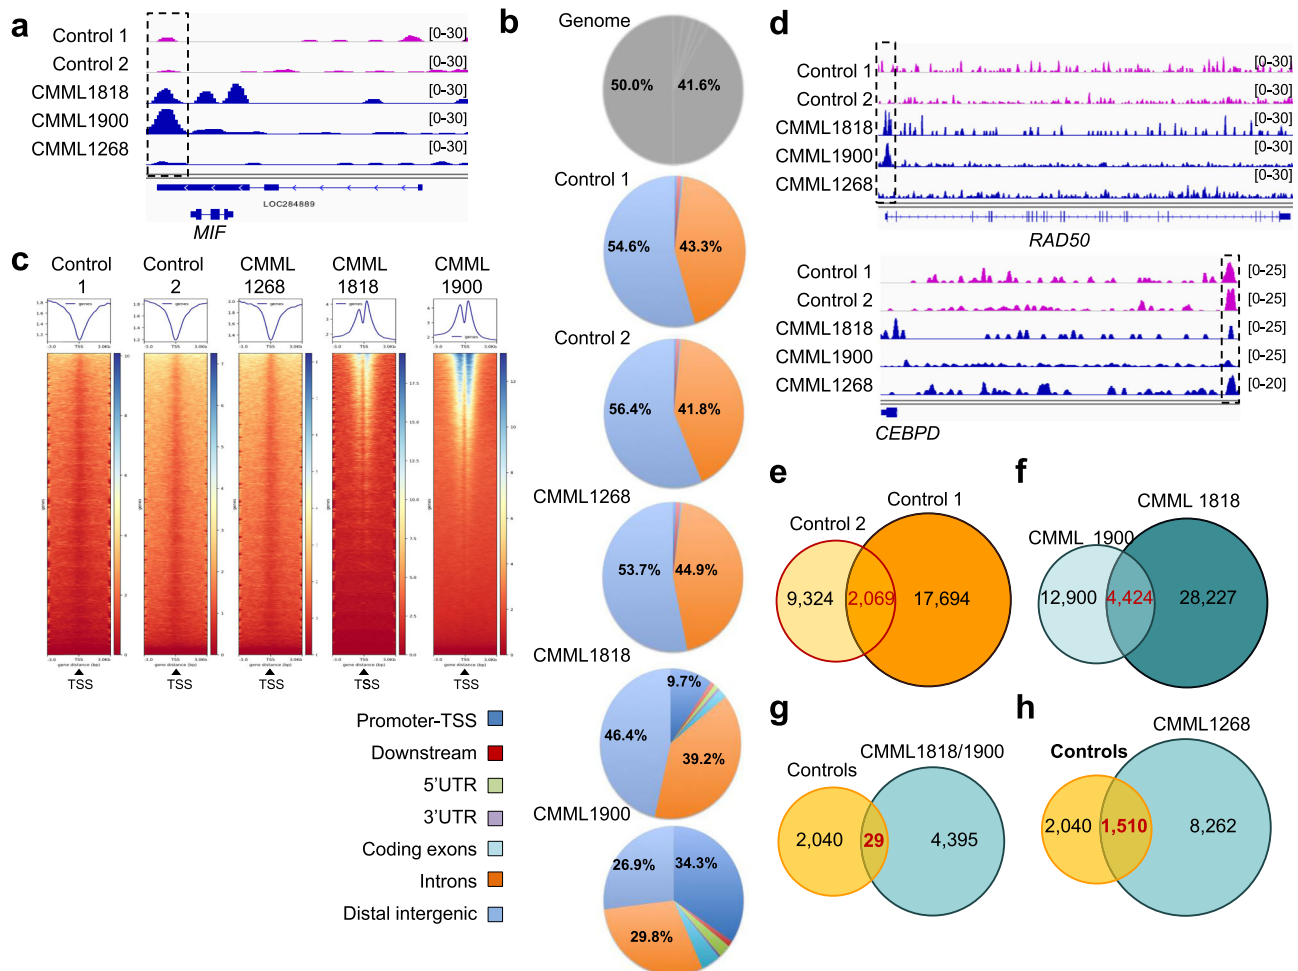 a
Control 1
[0-30]
Control 2
[0-30]
CMML1818
[0-30]
CMML1900
[0-30]
CMML1268
[0-30]
LOC284889
MIF
b
Genome
50.0%
41.6%
Control 1
54.6%
43.3%
Control 2
56.4%
41.8%
CMML1268
53.7%
44.9%
CMML1818
9.7%
46.4%
39.2%
CMML1900
26.9%
34.3%
29.8%
Promoter-TSS
Downstream
5'UTR
3'UTR
Coding exons
Introns
Distal intergenic
c
Control
1
Control
2
CMML
1268
CMML
1818
CMML
1900
genes
TSS
gene distance (bp)
TSS
TSS
TSS
TSS
TSS
d
Control 1
[0-30]
Control 2
[0-30]
CMML1818
[0-30]
CMML1900
[0-30]
CMML1268
[0-30]
RAD50
Control 1
[0-25]
Control 2
[0-25]
CMML1818
[0-25]
CMML1900
[0-25]
CMML1268
[0-20]
CEBPD
e
Control 2
Control 1
9,324
2,069
17,694
f
CMML 1900
CMML 1818
12,900
4,424
28,227
g
Controls
CMML1818/1900
2,040
29
4,395
h
Controls
CMML1268
2,040
1,510
8,262